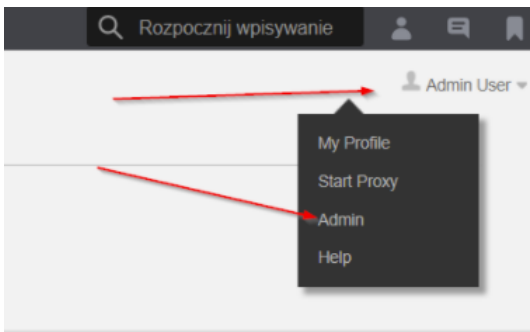 Rozpocznij wpisywanie
Admin User
My Profile
Start Proxy
Admin
Help